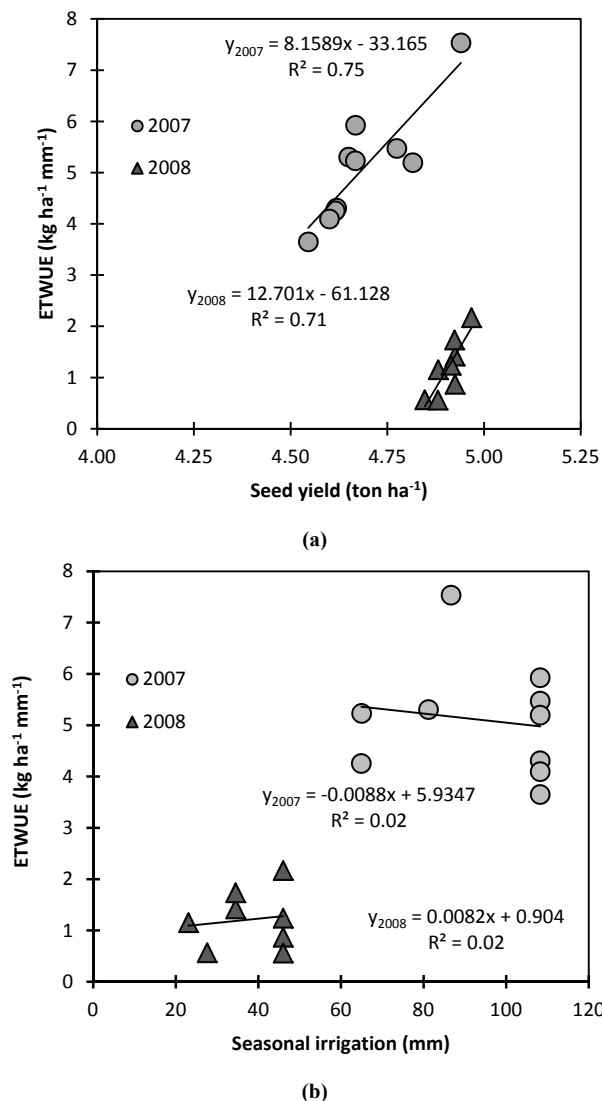 8
7
6
5
4
3
2
1
0
ETWUE (kg ha⁻¹ mm⁻¹)
y₂₀₀₇ = 8.1589x - 33.165
R² = 0.75
2007
2008
y₂₀₀₈ = 12.701x - 61.128
R² = 0.71
4.00 4.25 4.50 4.75 5.00 5.25
Seed yield (ton ha⁻¹)
(a)
8
7
6
5
4
3
2
1
0
ETWUE (kg ha⁻¹ mm⁻¹)
2007
2008
y₂₀₀₇ = -0.0088x + 5.9347
R² = 0.02
y₂₀₀₈ = 0.0082x + 0.904
R² = 0.02
0 20 40 60 80 100 120
Seasonal irrigation (mm)
(b)